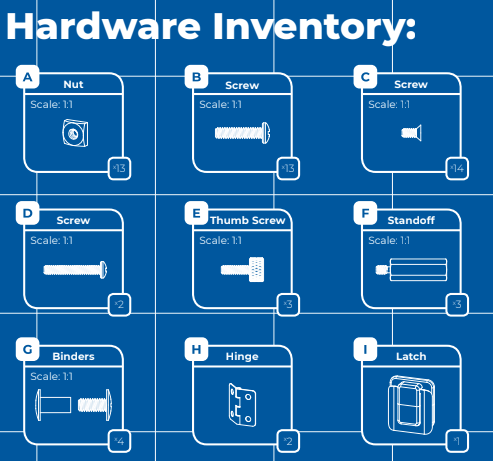 Hardware Inventory:
A
Nut
Scale: 1:1
x13
B
Screw
Scale: 1:1
x13
C
Screw
Scale: 1:1
x14
D
Screw
Scale: 1:1
x2
E
Thumb Screw
Scale: 1:1
x3
F
Standoff
Scale: 1:1
x3
G
Binders
Scale: 1:1
x4
H
Hinge
x2
I
Latch
x1